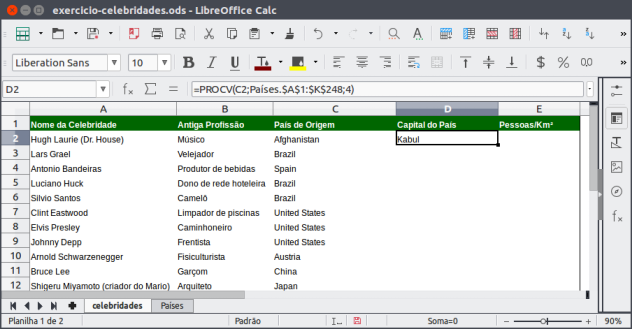 exercicio-celebridades.ods - LibreOffice Calc
Liberation Sans 10 B I U
D2 =PROCV(C2;Países.$A$1:$K$248;4)
A B C D E
1 Nome da Celebridade Antiga Profissão País de Origem Capital do País Pessoas/Km²
2 Hugh Laurie (Dr. House) Músico Afghanistan Kabul
3 Lars Grael Velejador Brazil
4 Antonio Bandeiras Produtor de bebidas Spain
5 Luciano Huck Dono de rede hoteleira Brazil
6 Silvio Santos Camelô Brazil
7 Clint Eastwood Limpador de piscinas United States
8 Elvis Presley Caminhoneiro United States
9 Johnny Depp Frentista United States
10 Arnold Schwarzenegger Fisiculturista Austria
11 Bruce Lee Garçom China
12 Shigeru Miyamoto (criador do Mario) Arquiteto Japan
celebridades Países
Planilha 1 de 2 Padrão I... Soma=0 90%